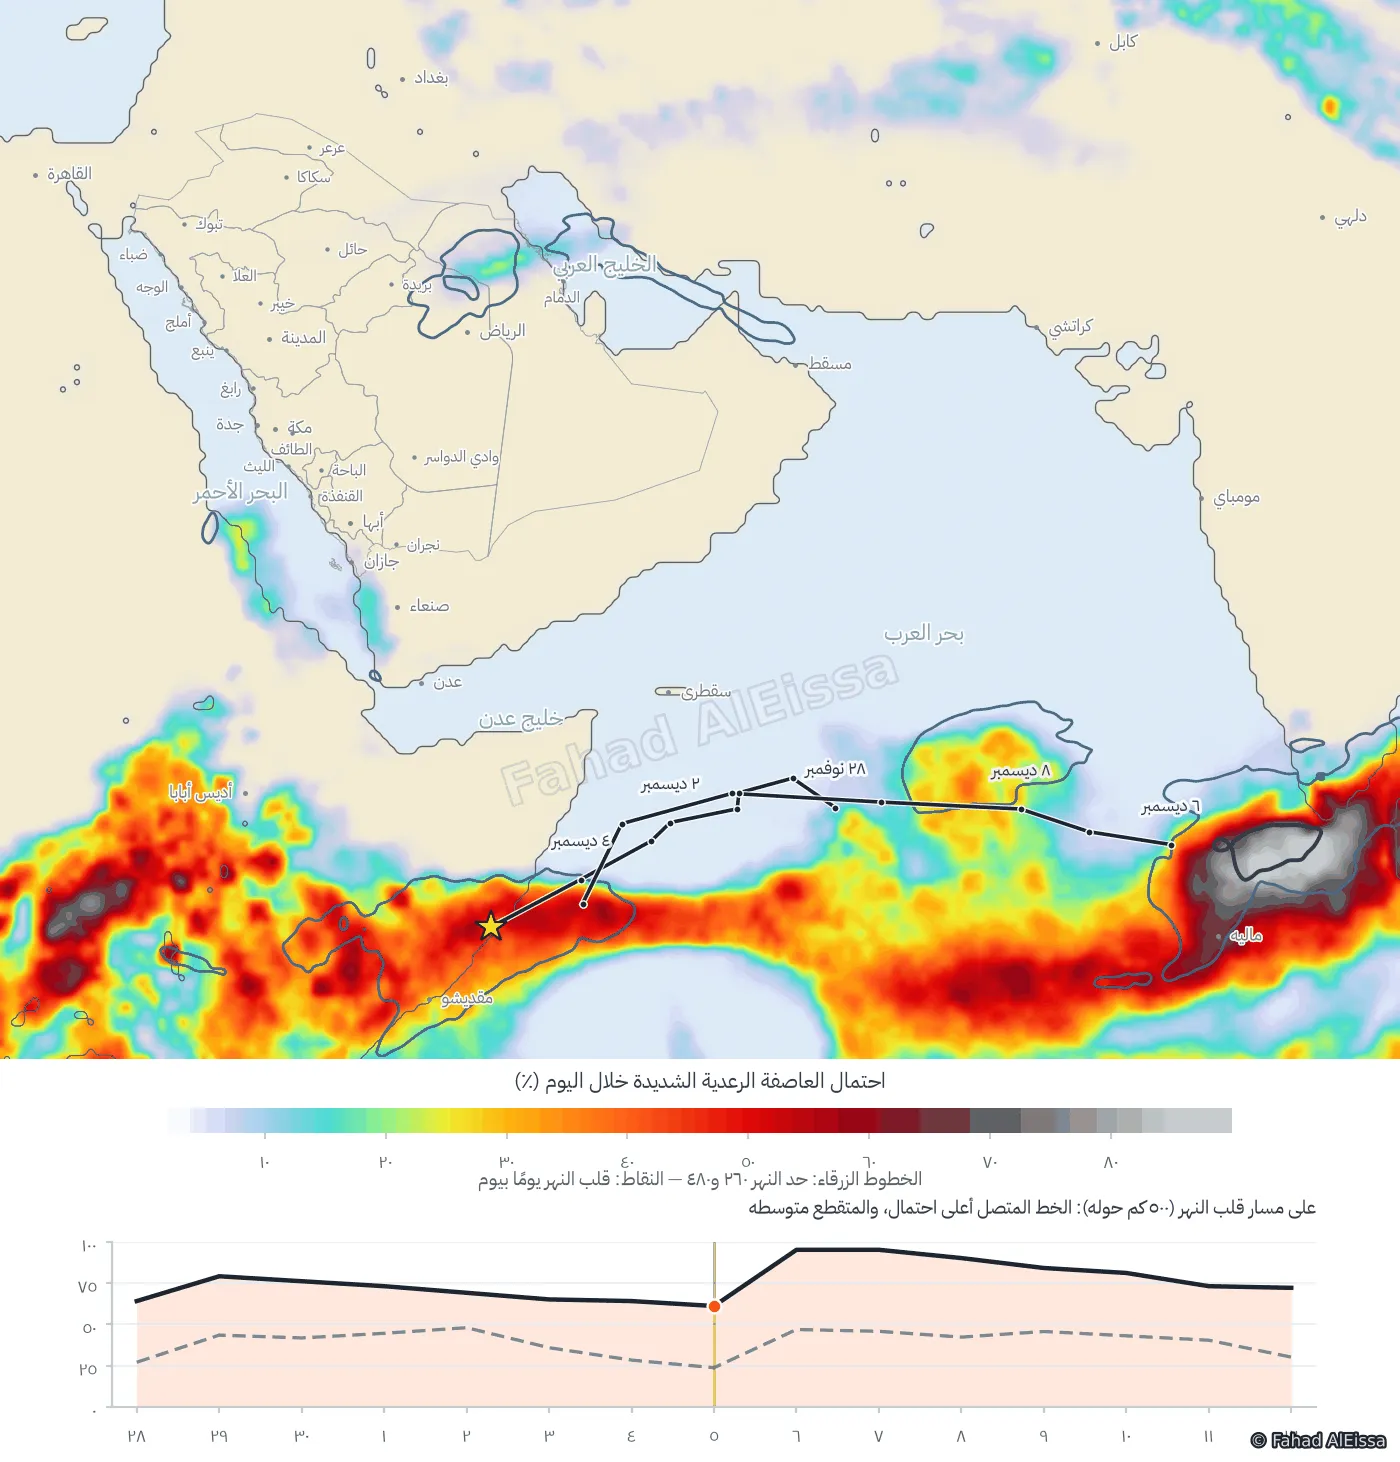 كابل
بغداد
عرعر
القاهرة
سكاكا
دلهي
تبوك
حائل
ضباء
الخليج العربي
العلا
بريدة
الوجه
الدمام
خيبر
أملج
كراتشي
الرياض
المدينة
ينبع
مسقط
رابغ
جدة
مكة
الطائف
وادي الدواسر
الليث
الباحة
البحر الأحمر
القنفذة
مومباي
أبها
نجران
جازان
صنعاء
بحر العرب
عدن
سقطرى
خليج عدن
Fahad AlEissa
٢٨ نوفمبر
٨ ديسمبر
٢ ديسمبر
أديس أبابا
٦ ديسمبر
٤ ديسمبر
ماليه
مقديشو
احتمال العاصفة الرعدية الشديدة خلال اليوم (٪)
١٠ ٢٠ ٣٠ ٤٠ ٥٠ ٦٠ ٧٠ ٨٠
الخطوط الزرقاء: حد النهر ٢٦٠ و٤٨٠ — النقاط: قلب النهر يومًا بيوم
على مسار قلب النهر (٥٠٠ كم حوله): الخط المتصل أعلى احتمال، والمتقطع متوسطه
١٠٠
٧٥
٥٠
٢٥
٠
٢٨ ٢٩ ٣٠ ١ ٢ ٣ ٤ ٥ ٦ ٧ ٨ ٩ ١٠ ١١
© Fahad AlEissa